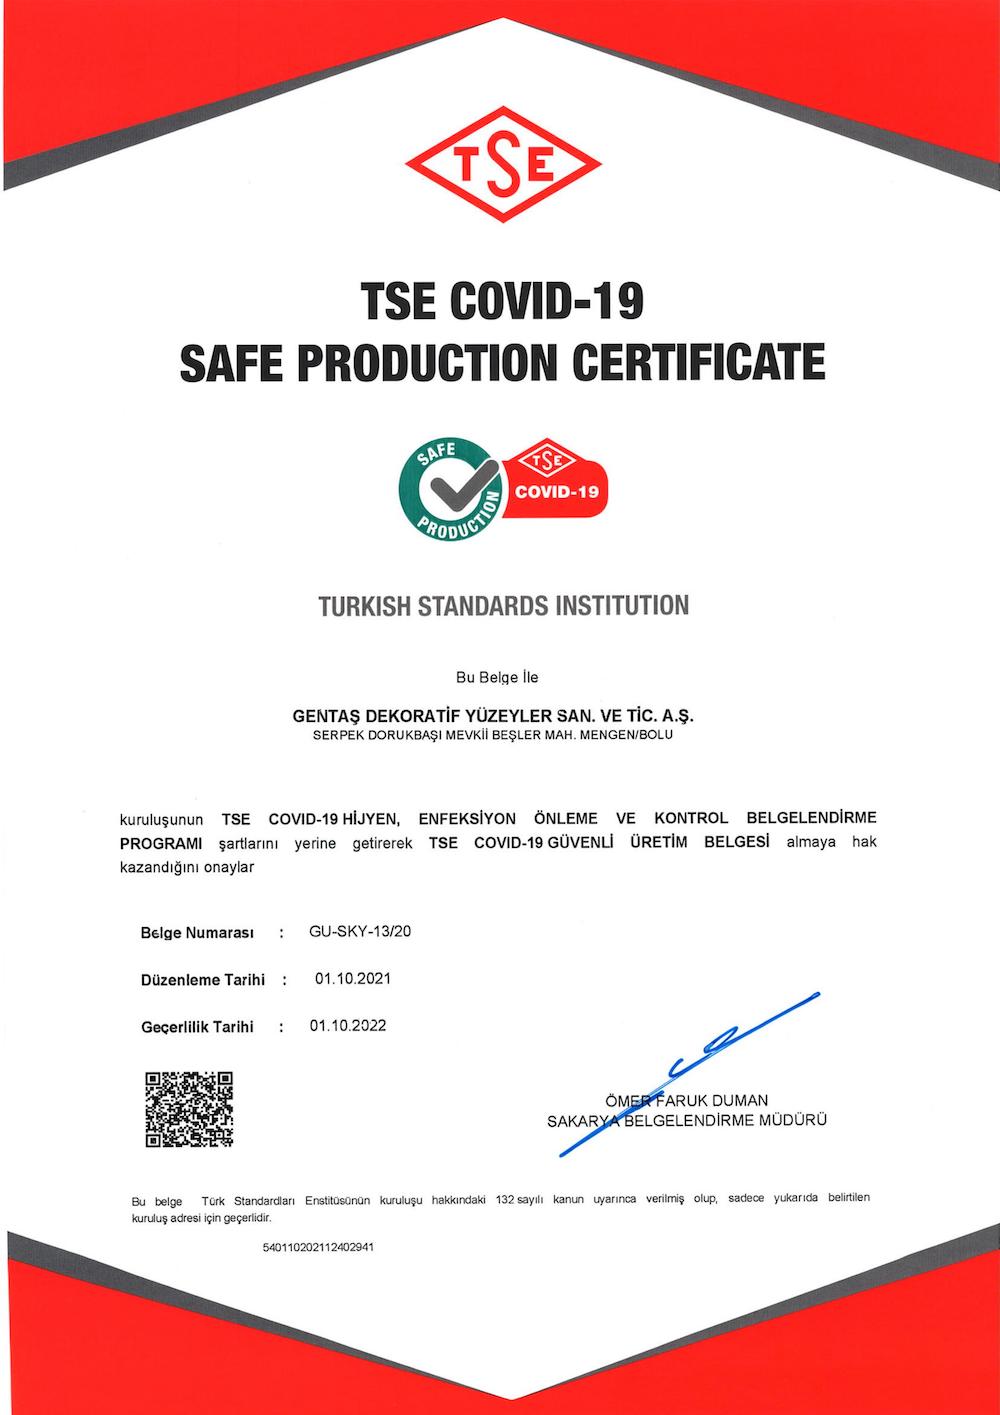 TSE
TSE COVID-19
SAFE PRODUCTION CERTIFICATE
SAFE
PRODUCTION
TSE
COVID-19
TURKISH STANDARDS INSTITUTION
Bu Belge İle
GENTAŞ DEKORATİF YÜZEYLER SAN. VE TİC. A.Ş.
SERPEK DORUKBAŞI MEVKİİ BEŞLER MAH. MENGEN/BOLU
kuruluşunun TSE COVID-19 HİJYEN, ENFEKSİYON ÖNLEME VE KONTROL BELGELENDİRME
PROGRAMI şartlarını yerine getirerek TSE COVID-19 GÜVENLİ ÜRETİM BELGESİ almaya hak
kazandığını onaylar
Belge Numarası : GU-SKY-13/20
Düzenleme Tarihi : 01.10.2021
Geçerlilik Tarihi : 01.10.2022
ÖMER FARUK DUMAN
SAKARYA BELGELENDİRME MÜDÜRÜ
Bu belge Türk Standardları Enstitüsünün kuruluşu hakkındaki 132 sayılı kanun uyarınca verilmiş olup, sadece yukarıda belirtilen
kuruluş adresi için geçerlidir.
540110202112402941